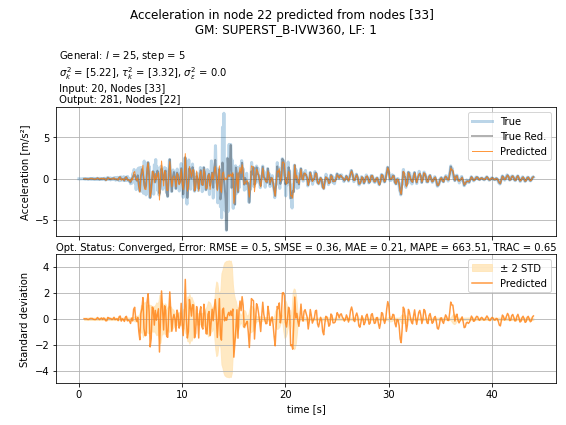 Acceleration in node 22 predicted from nodes [33]
GM: SUPERST_B-IVW360, LF: 1
General: l = 25, step = 5
σ²ₖ = [5.22], τ²ₖ = [3.32], σ²ε = 0.0
Input: 20, Nodes [33]
Output: 281, Nodes [22]
Acceleration [m/s²]
5
0
−5
True
True Red.
Predicted
Opt. Status: Converged, Error: RMSE = 0.5, SMSE = 0.36, MAE = 0.21, MAPE = 663.51, TRAC = 0.65
Standard deviation
4
2
0
−2
−4
± 2 STD
Predicted
0 10 20 30 40
time [s]